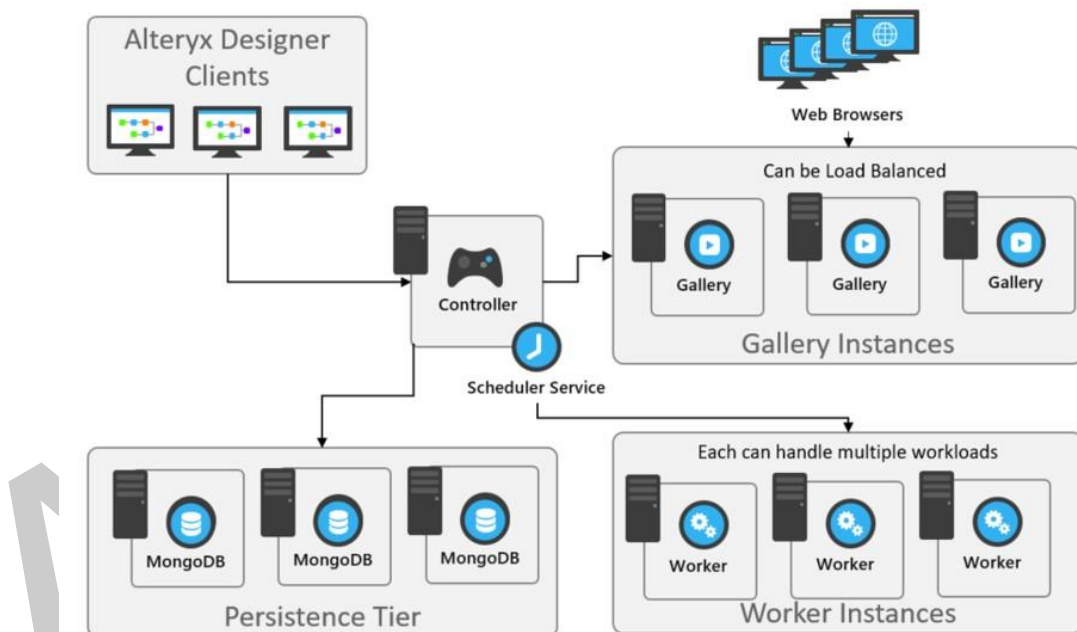 Alteryx Designer
Clients
Web Browsers
Can be Load Balanced
Gallery
Gallery
Gallery
Gallery Instances
Controller
Scheduler Service
MongoDB
MongoDB
MongoDB
Persistence Tier
Each can handle multiple workloads
Worker
Worker
Worker
Worker Instances